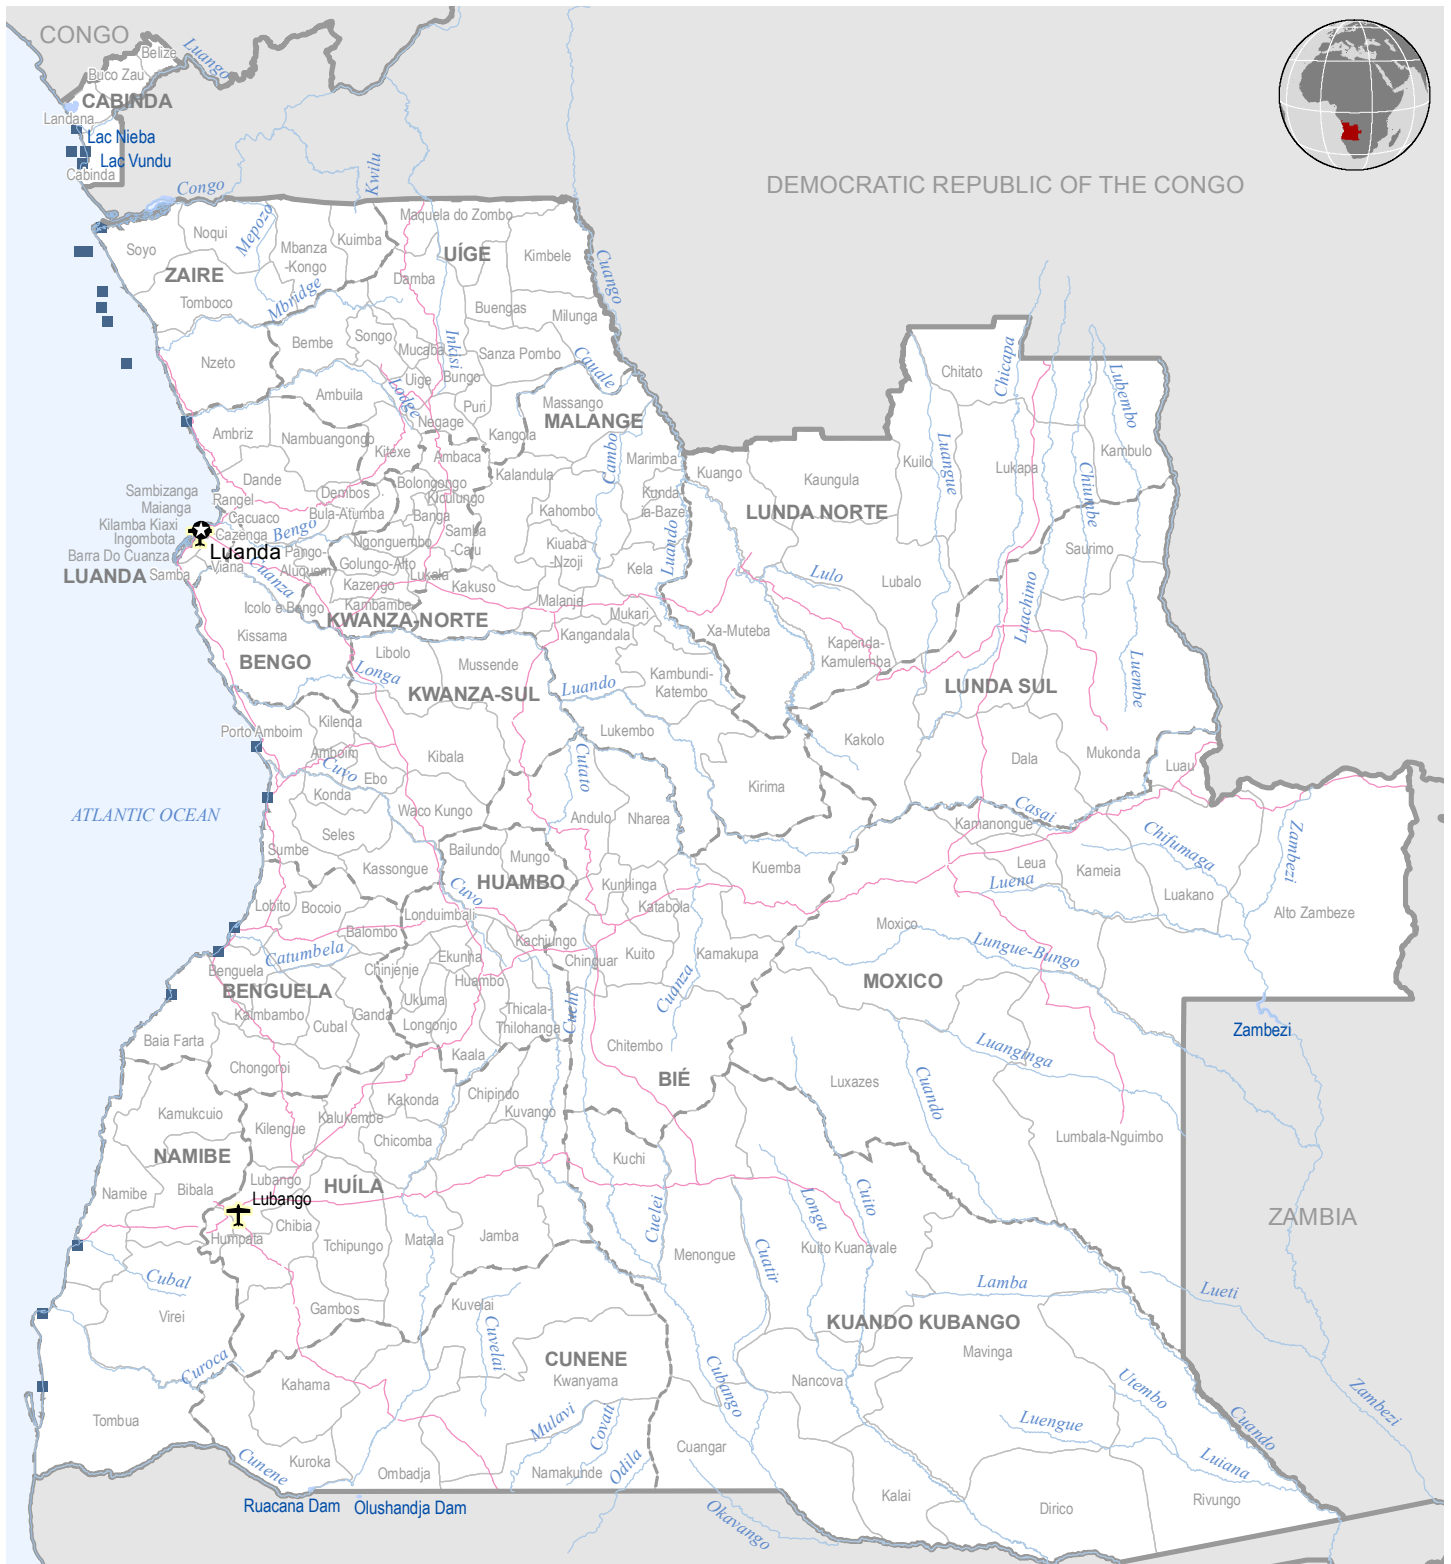 CONGO
Luango
Belize
Buco Zau
CABINDA
Landana
Lac Nieba
Lac Vundu
Cabinda
Congo
Kwilu
DEMOCRATIC REPUBLIC OF THE CONGO
Maquela do Zombo
Noqui
Mepozo
Kuimba
Soyo
Mbanza
-Kongo
UÍGE
Kimbele
Cuango
ZAIRE
Damba
Tomboco
Mbridge
Buengas
Milunga
Songo
Bembe
Mucaba
Inkisi
Sanza Pombo
Nzeto
Cauale
Uige
Bungo
Lodge
Ambuila
Puri
Massango
Negage
MALANGE
Ambriz
Nambuangongo
Kangola
Kitexe
Ambaca
Cambo
Marimba
Kalandula
Dande
Bolongongo
Sambizanga
Rangel
Dembos
Kiculungo
Kunda-
ia-Baze
Maianga
Cacuaco
Bula-Atumba
Banga
Kahombo
Kilamba Kiaxi
Ingombota
Cazenga
Bengo
Samba
-Caju
Ngonguembo
Kiuaba
-Nzoji
Luando
Barra Do Cuanza
Luanda
Pango-
Aluquem
Golungo-Alto
Kela
LUANDA
Samba
Viana
Cuanza
Lukala
Kazengo
Kakuso
Icolo e Bengo
Kambambe
Malanje
Mukari
KWANZA-NORTE
Kissama
Kangandala
BENGO
Libolo
Mussende
Longa
Kambundi-
Katembo
KWANZA-SUL
Luando
Chitato
Chicapa
Lubembo
Kuango
Kaungula
Kuilo
Luangue
Lukapa
Kambulo
Chiumbe
LUNDA NORTE
Saurimo
Lulo
Lubalo
Luachimo
Xa-Muteba
Kapenda-
Kamulemba
Luembe
LUNDA SUL
Porto Amboim
Kilenda
Lukembo
Amboim
Kibala
Cutato
Kakolo
Dala
Mukonda
Luau
Cuvo
Ebo
Kirima
Konda
Waco Kungo
Andulo
Nharea
ATLANTIC OCEAN
Casai
Kamanongue
Seles
Chifumaga
Zambezi
Sumbe
Bailundo
Mungo
Kassongue
Kuemba
Leua
Kameia
HUAMBO
Kunhinga
Luena
Luakano
Cuvo
Lobito
Bocoio
Londuimbali
Katabola
Alto Zambeze
Moxico
Balombo
Kachiungo
Catumbela
Kuito
Kamakupa
Lungue-Bungo
Ekunha
Chinguar
Benguela
Chinjenje
Huambo
MOXICO
BENGUELA
Ukuma
Cuanza
Kaimbambo
Ganda
Thicala-
Thilohanga
Cuchi
Cubal
Longonjo
Zambezi
Baia Farta
Chitembo
Luanginga
Kaala
Chongoroi
BIÉ
Luxazes
Cuando
Chipindo
Kakonda
Kamukcuio
Kuvango
Kalukembe
Kilengue
Chicomba
Lumbala-Nguimbo
NAMIBE
Kuchi
Lubango
HUÍLA
Namibe
Bibala
Lubango
Cuito
Longa
ZAMBIA
Cuelei
Chibia
Humpata
Tchipungo
Matala
Jamba
Menongue
Kuito Kuanavale
Cuatir
Cubal
Lamba
Lueti
Virei
Gambos
Kuvelai
Cuvelai
KUANDO KUBANGO
Curoca
CUNENE
Mavinga
Kwanyama
Kahama
Cubango
Nancova
Utembo
Zambezi
Tombua
Mulavi
Covati
Luengue
Cuando
Cuangar
Kuroka
Cunene
Ombadja
Namakunde
Odila
Luiana
Kalai
Rivungo
Ruacana Dam
Olushandja Dam
Okavango
Dirico